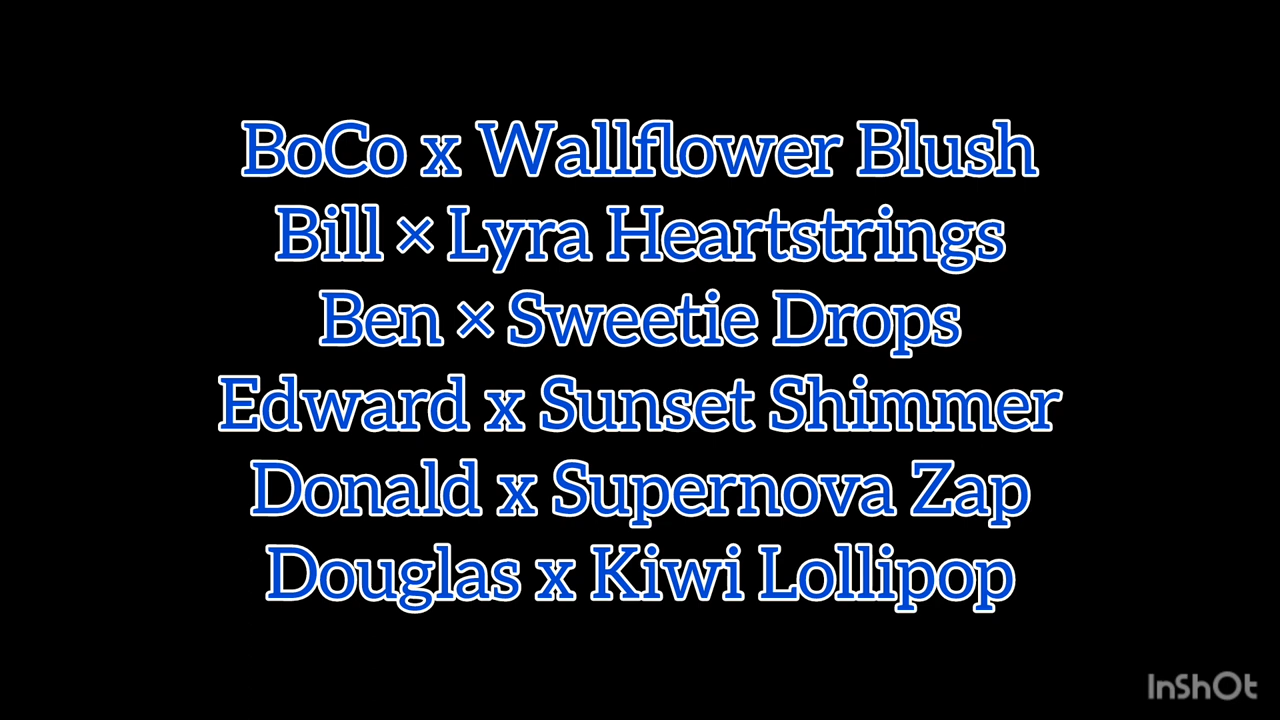 BoCo x Wallflower Blush
Bill × Lyra Heartstrings
Ben × Sweetie Drops
Edward x Sunset Shimmer
Donald x Supernova Zap
Douglas x Kiwi Lollipop
InShOt